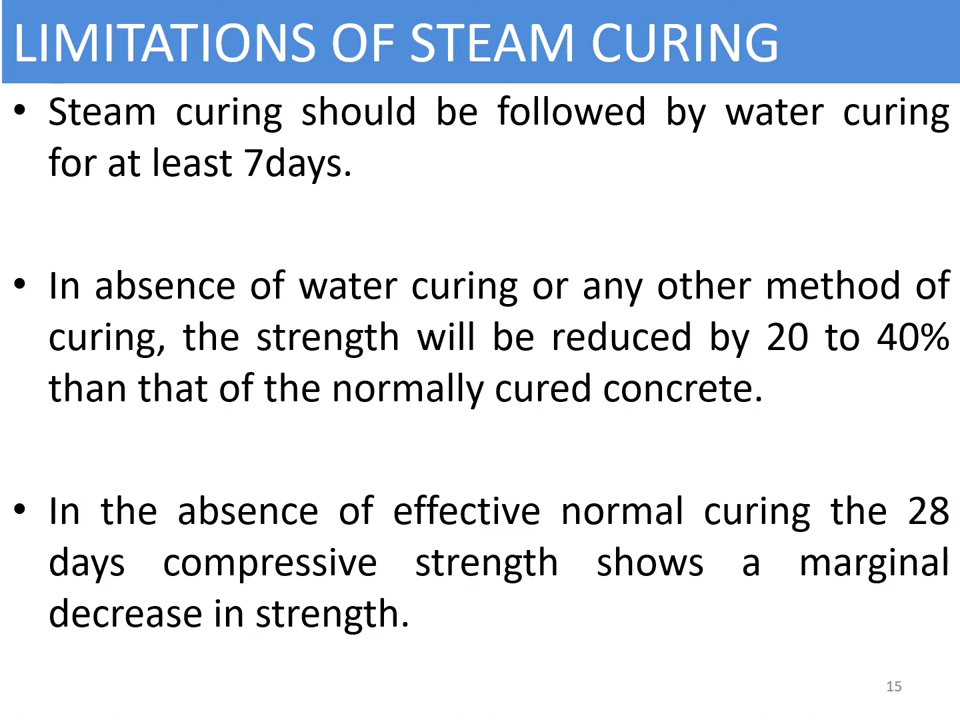 LIMITATIONS OF STEAM CURING
• Steam curing should be followed by water curing
for at least 7days.
• In absence of water curing or any other method of
curing, the strength will be reduced by 20 to 40%
than that of the normally cured concrete.
• In the absence of effective normal curing the 28
days compressive strength shows a marginal
decrease in strength.
15